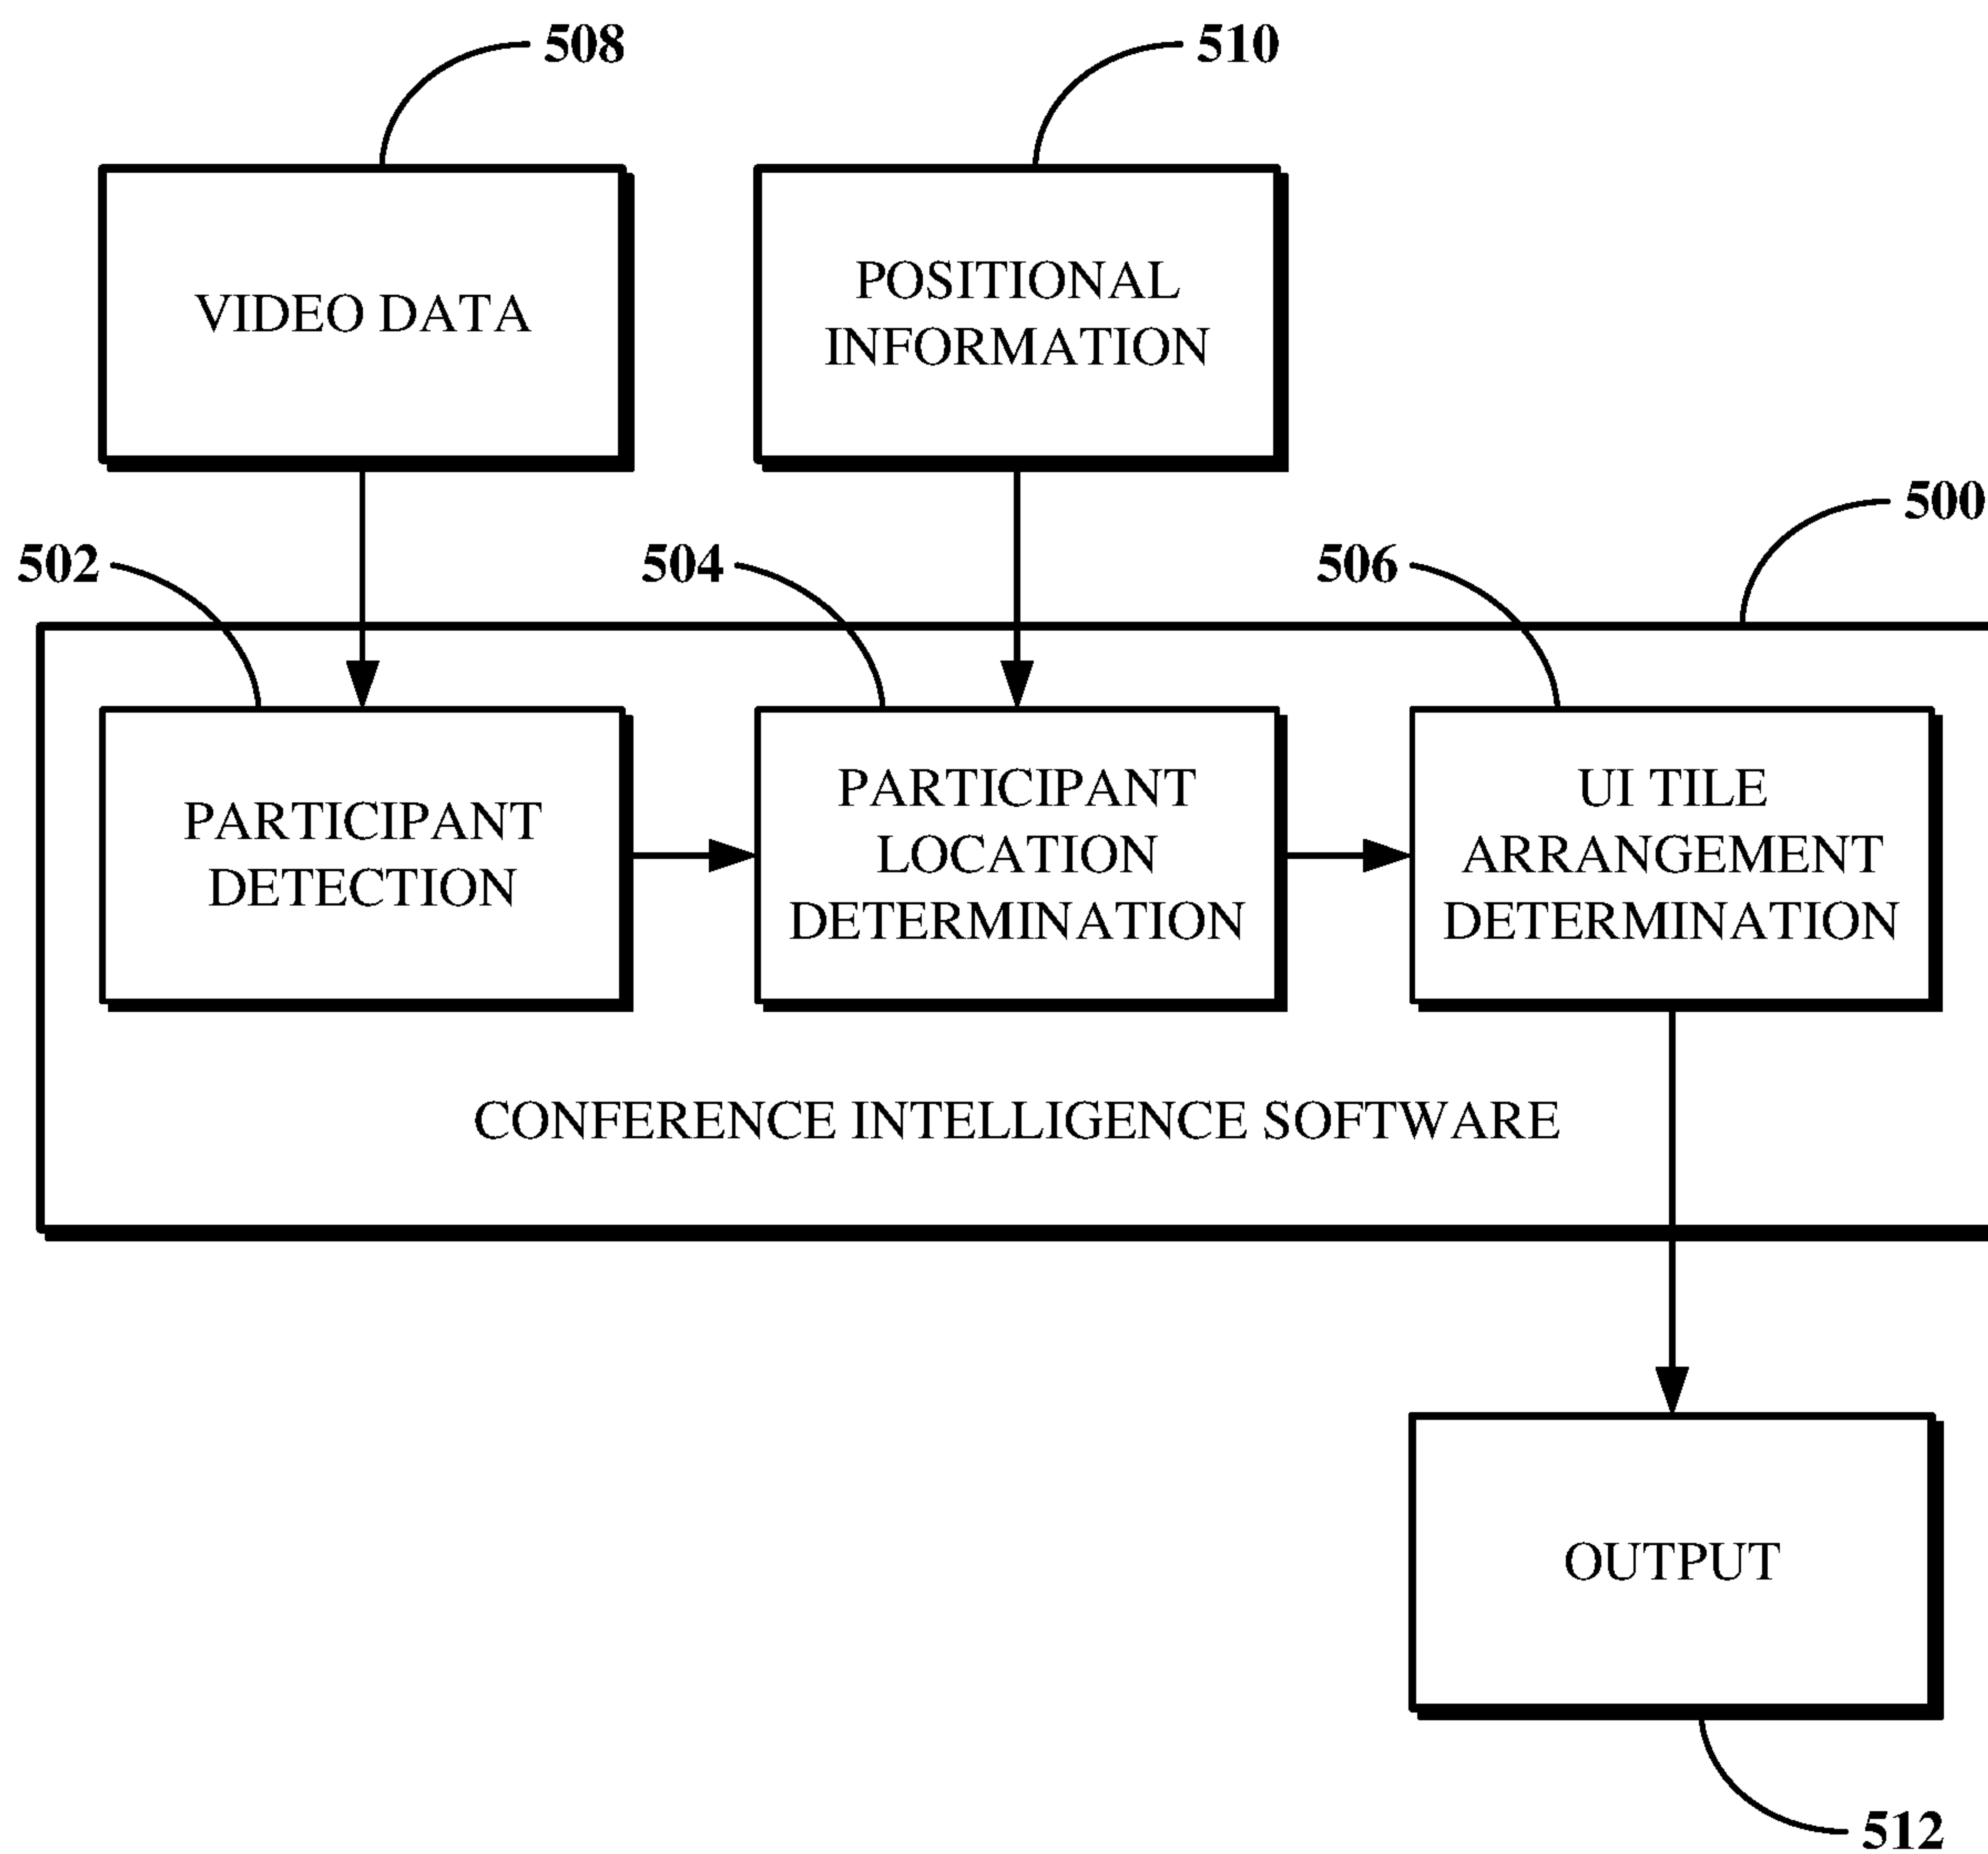 508
510
VIDEO DATA
POSITIONAL
INFORMATION
500
502
504
506
PARTICIPANT
DETECTION
PARTICIPANT
LOCATION
DETERMINATION
UI TILE
ARRANGEMENT
DETERMINATION
CONFERENCE INTELLIGENCE SOFTWARE
OUTPUT
512